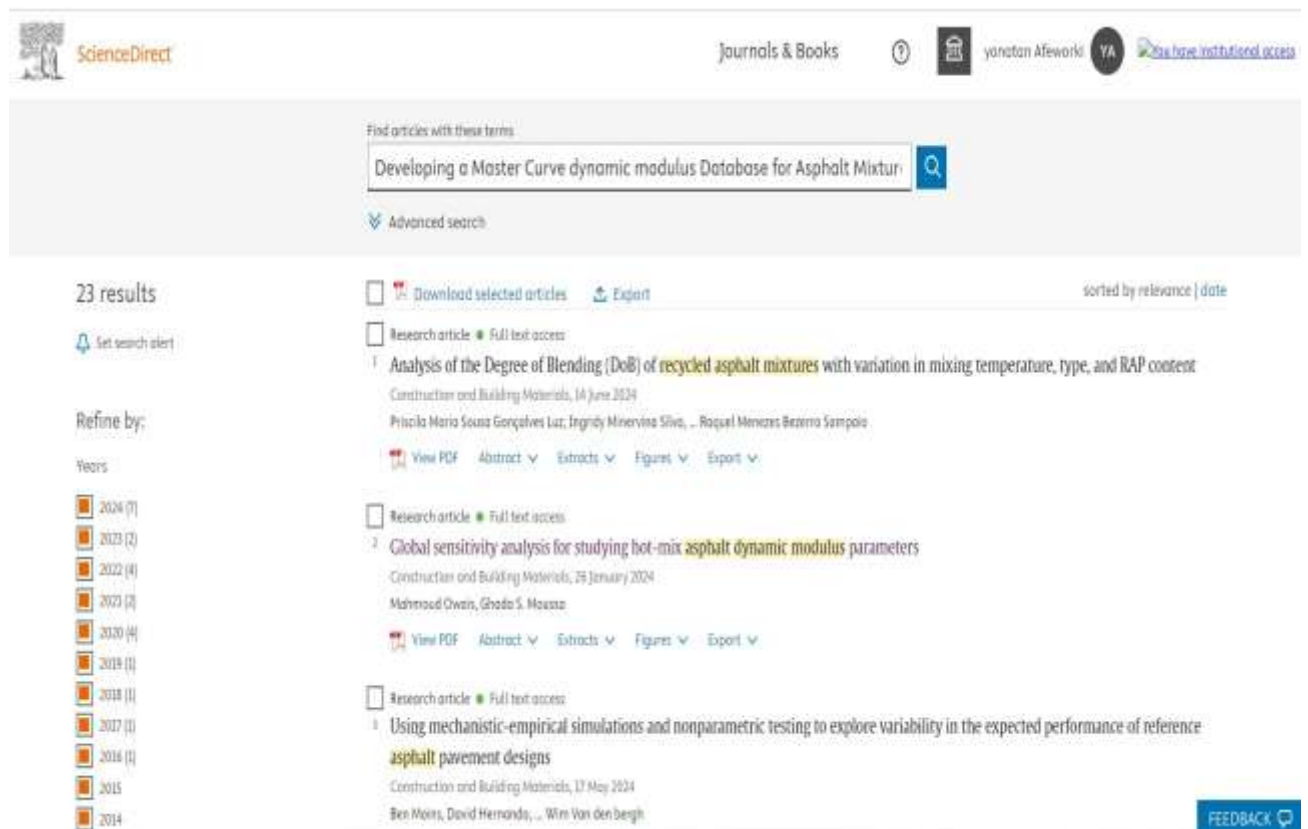 ScienceDirect
Journals & Books
yonatan Afeworki
YA
You have institutional access
Find articles with these terms
Developing a Master Curve dynamic modulus Database for Asphalt Mixtur
Advanced search
23 results
Download selected articles
Export
sorted by relevance | date
Set search alert
Research article Full text access
1 Analysis of the Degree of Blending (DoB) of recycled asphalt mixtures with variation in mixing temperature, type, and RAP content
Construction and Building Materials, 14 June 2024
Priscila Maria Sousa Gonçalves Luz, Ingridy Minervina Silva, ... Raquel Menezes Bezerra Sampaio
View PDF Abstract Extracts Figures Export
Refine by:
Years
2024 (7)
2023 (2)
2022 (4)
2021 (2)
2020 (4)
2019 (1)
2018 (1)
2017 (1)
2016 (1)
2015
2014
Research article Full text access
2 Global sensitivity analysis for studying hot-mix asphalt dynamic modulus parameters
Construction and Building Materials, 26 January 2024
Mahmoud Owais, Ghada S. Moussa
View PDF Abstract Extracts Figures Export
Research article Full text access
3 Using mechanistic-empirical simulations and nonparametric testing to explore variability in the expected performance of reference
asphalt pavement designs
Construction and Building Materials, 17 May 2024
Ben Moins, David Hernando, ... Wim Van den bergh
FEEDBACK